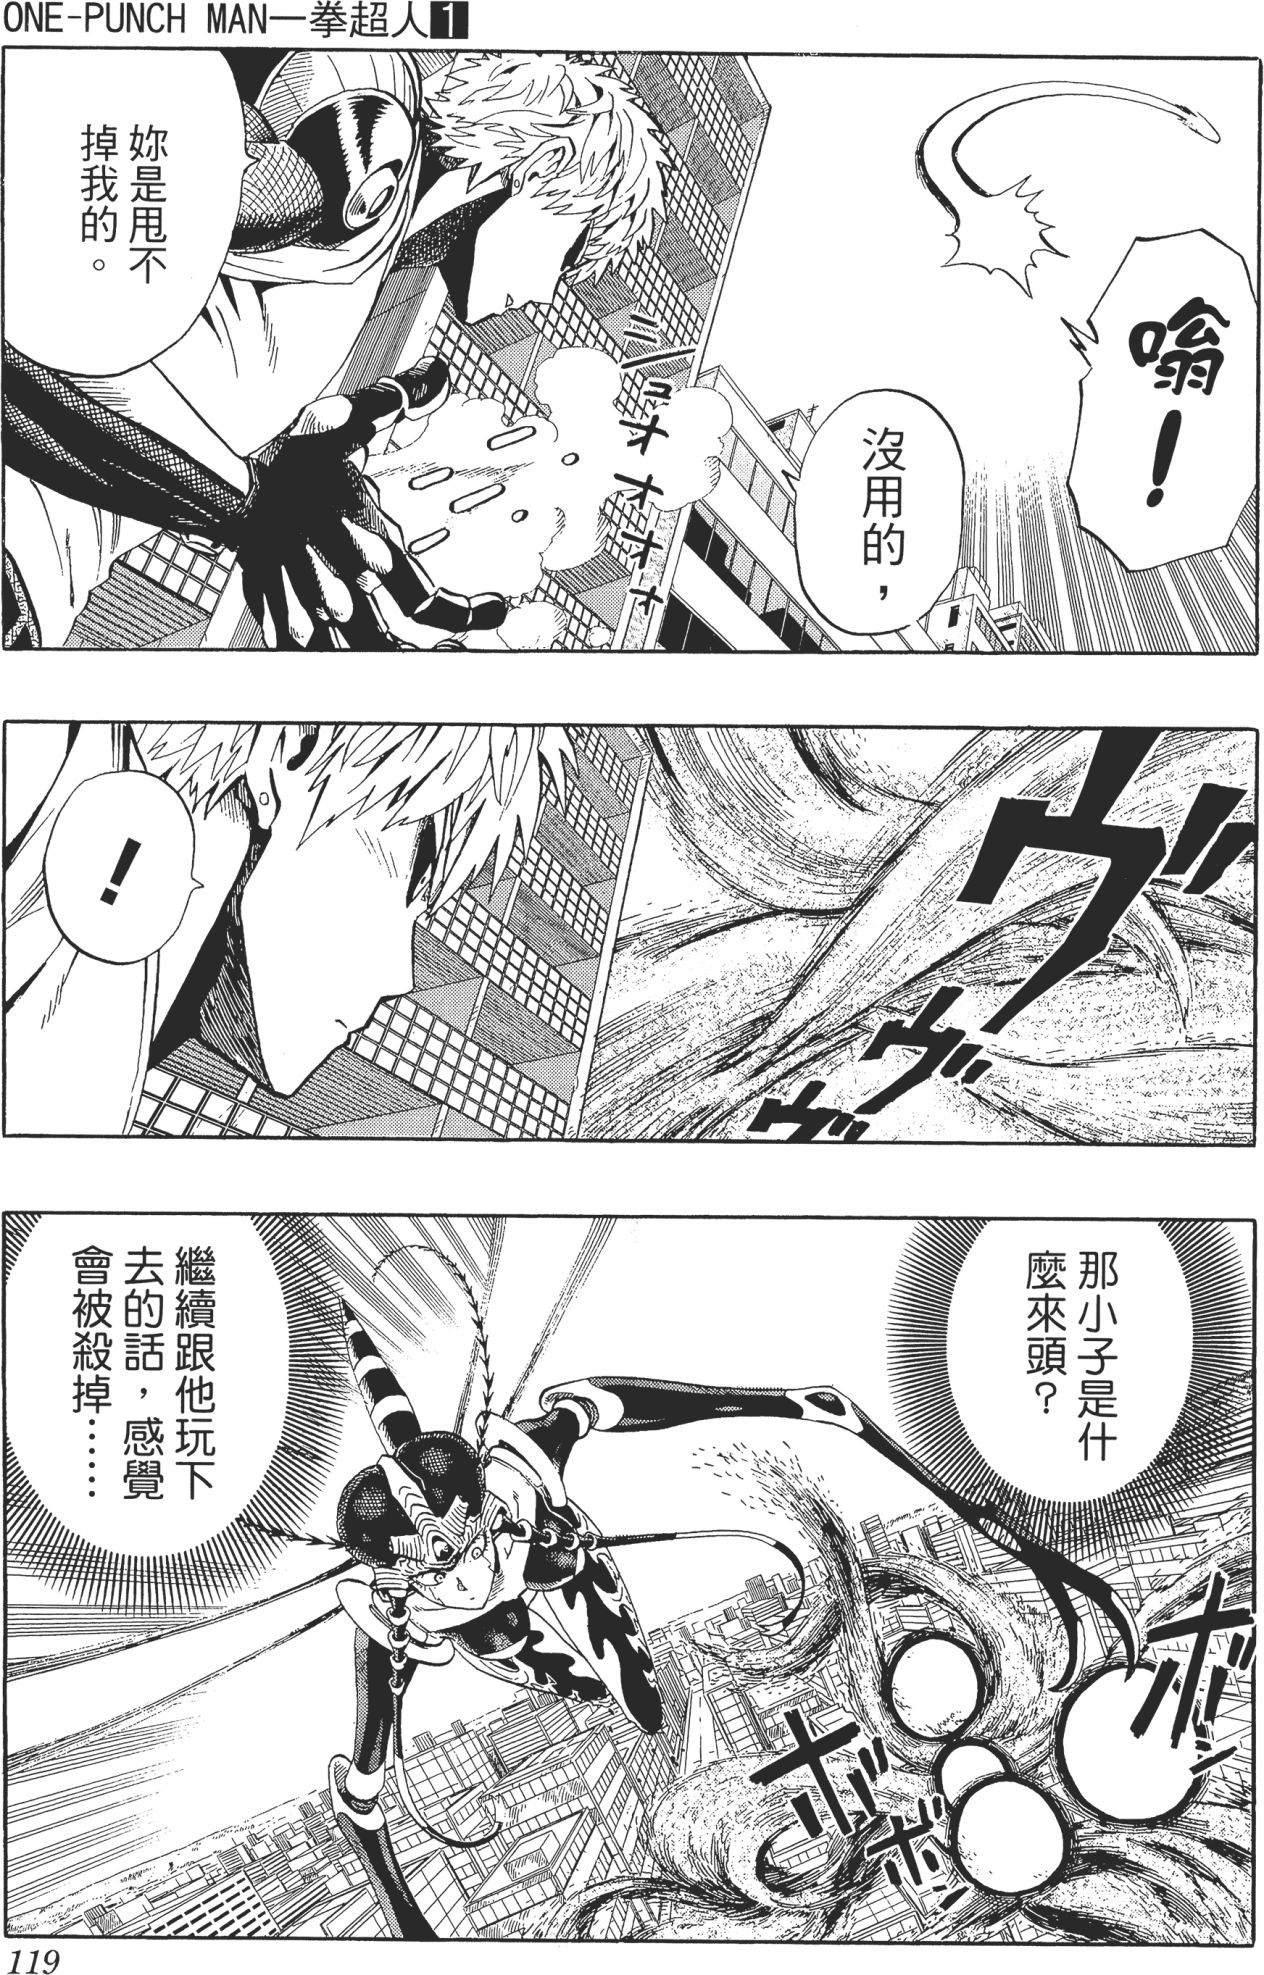 ONE-PUNCH MAN一拳超人1
嗡！
沒用的，
妳是甩不
掉我的。
シュオオオオ
ヴヴヴ
！
那小子是什
麼來頭？
ボボンボボン
繼續跟他玩下
去的話，感覺
會被殺掉……
119